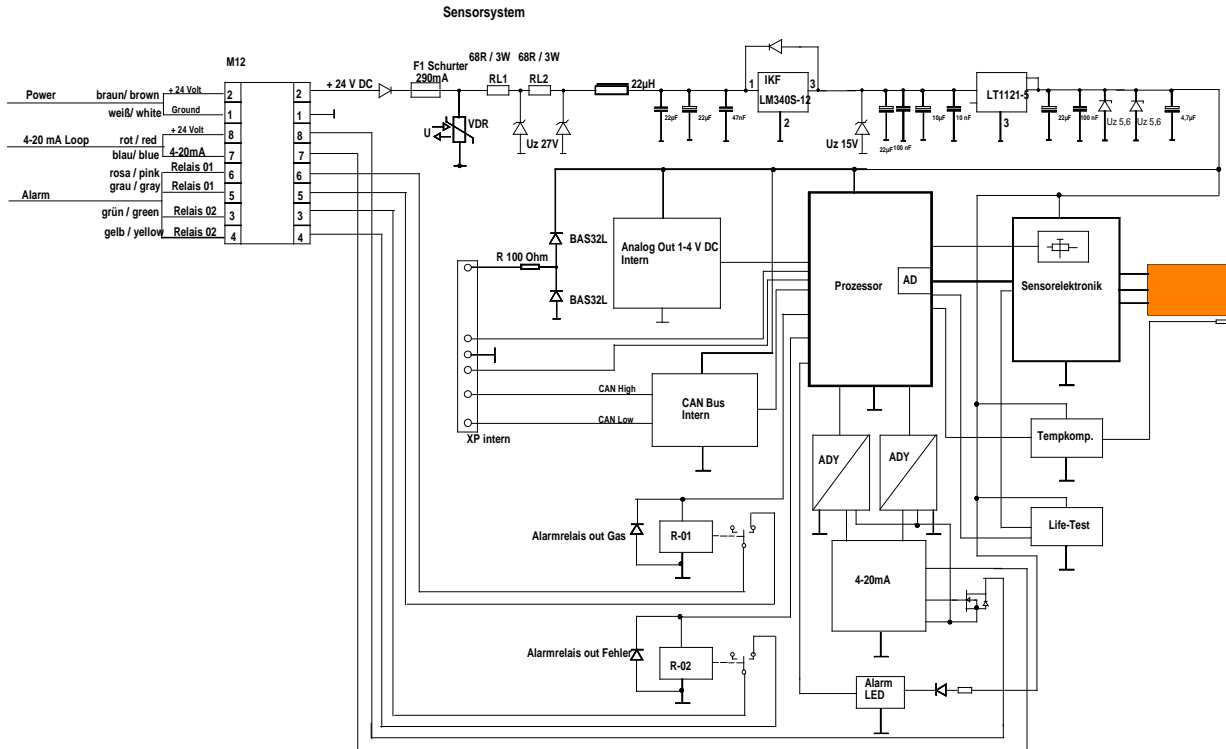 Sensorsystem
M12
68R / 3W
68R / 3W
F1 Schurter
290mA
+ 24 V DC
RL1
RL2
22µH
VDR
U
Uz 27V
22pF
22µF
47nF
1
IKF
3
LM340S-12
2
Uz 15V
22µF
100 nF
10µF
10 nF
LT1121-5
3
22µF
100 nF
Uz 5,6
Uz 5,6
4,7µF
Power
braun/ brown
+ 24 Volt
2
2
weiß/ white
Ground
1
1
4-20 mA Loop
rot / red
+ 24 Volt
8
8
blau/ blue
4-20mA
7
7
rosa / pink
Relais 01
6
6
grau / gray
Relais 01
5
5
Alarm
grün / green
Relais 02
3
3
gelb / yellow
Relais 02
4
4
BAS32L
R 100 Ohm
BAS32L
Analog Out 1-4 V DC
Intern
Prozessor
AD
Sensorelektronik
CAN High
CAN Low
CAN Bus
Intern
XP intern
ADY
ADY
Tempkomp.
Life-Test
Alarmrelais out Gas
R-01
4-20mA
Alarmrelais out Fehler
R-02
Alarm
LED